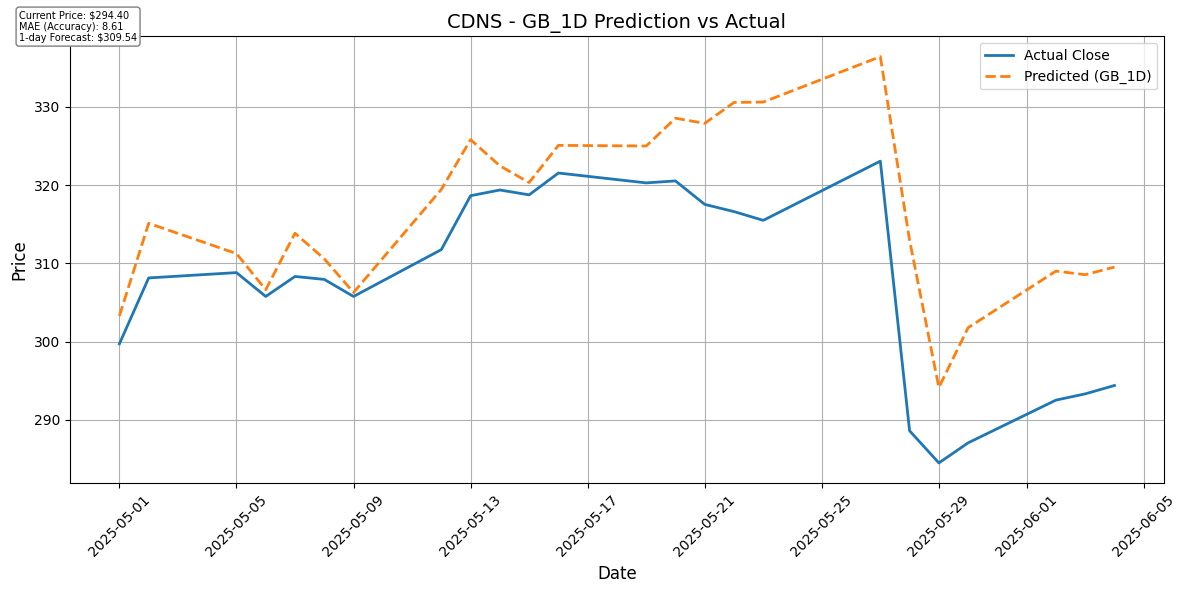 CDNS - GB_1D Prediction vs Actual
Current Price: $294.40
MAE (Accuracy): 8.61
1-day Forecast: $309.54
Actual Close
Predicted (GB_1D)
Price
330
320
310
300
290
2025-05-01
2025-05-05
2025-05-09
2025-05-13
2025-05-17
2025-05-21
2025-05-25
2025-05-29
2025-06-01
2025-06-05
Date